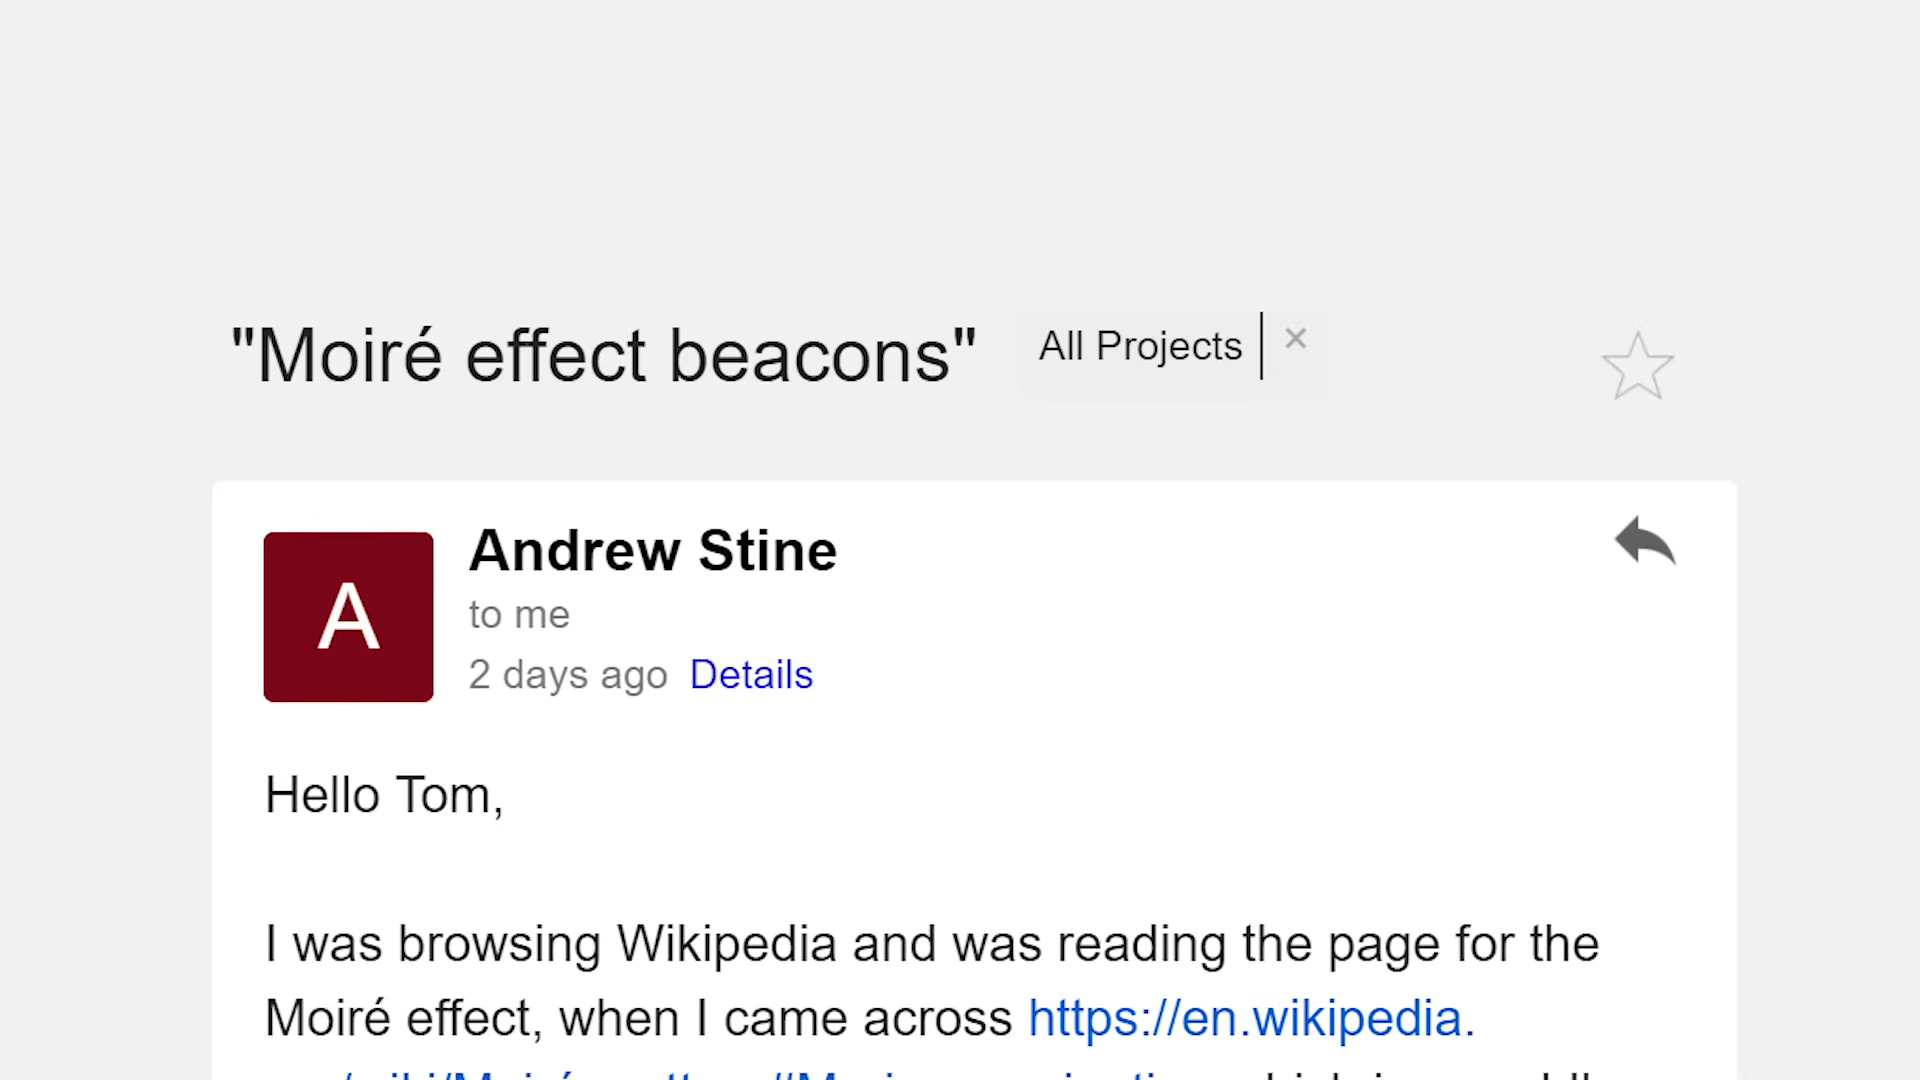 "Moiré effect beacons" All Projects ×
A
Andrew Stine
to me
2 days ago Details
Hello Tom,
I was browsing Wikipedia and was reading the page for the
Moiré effect, when I came across https://en.wikipedia.